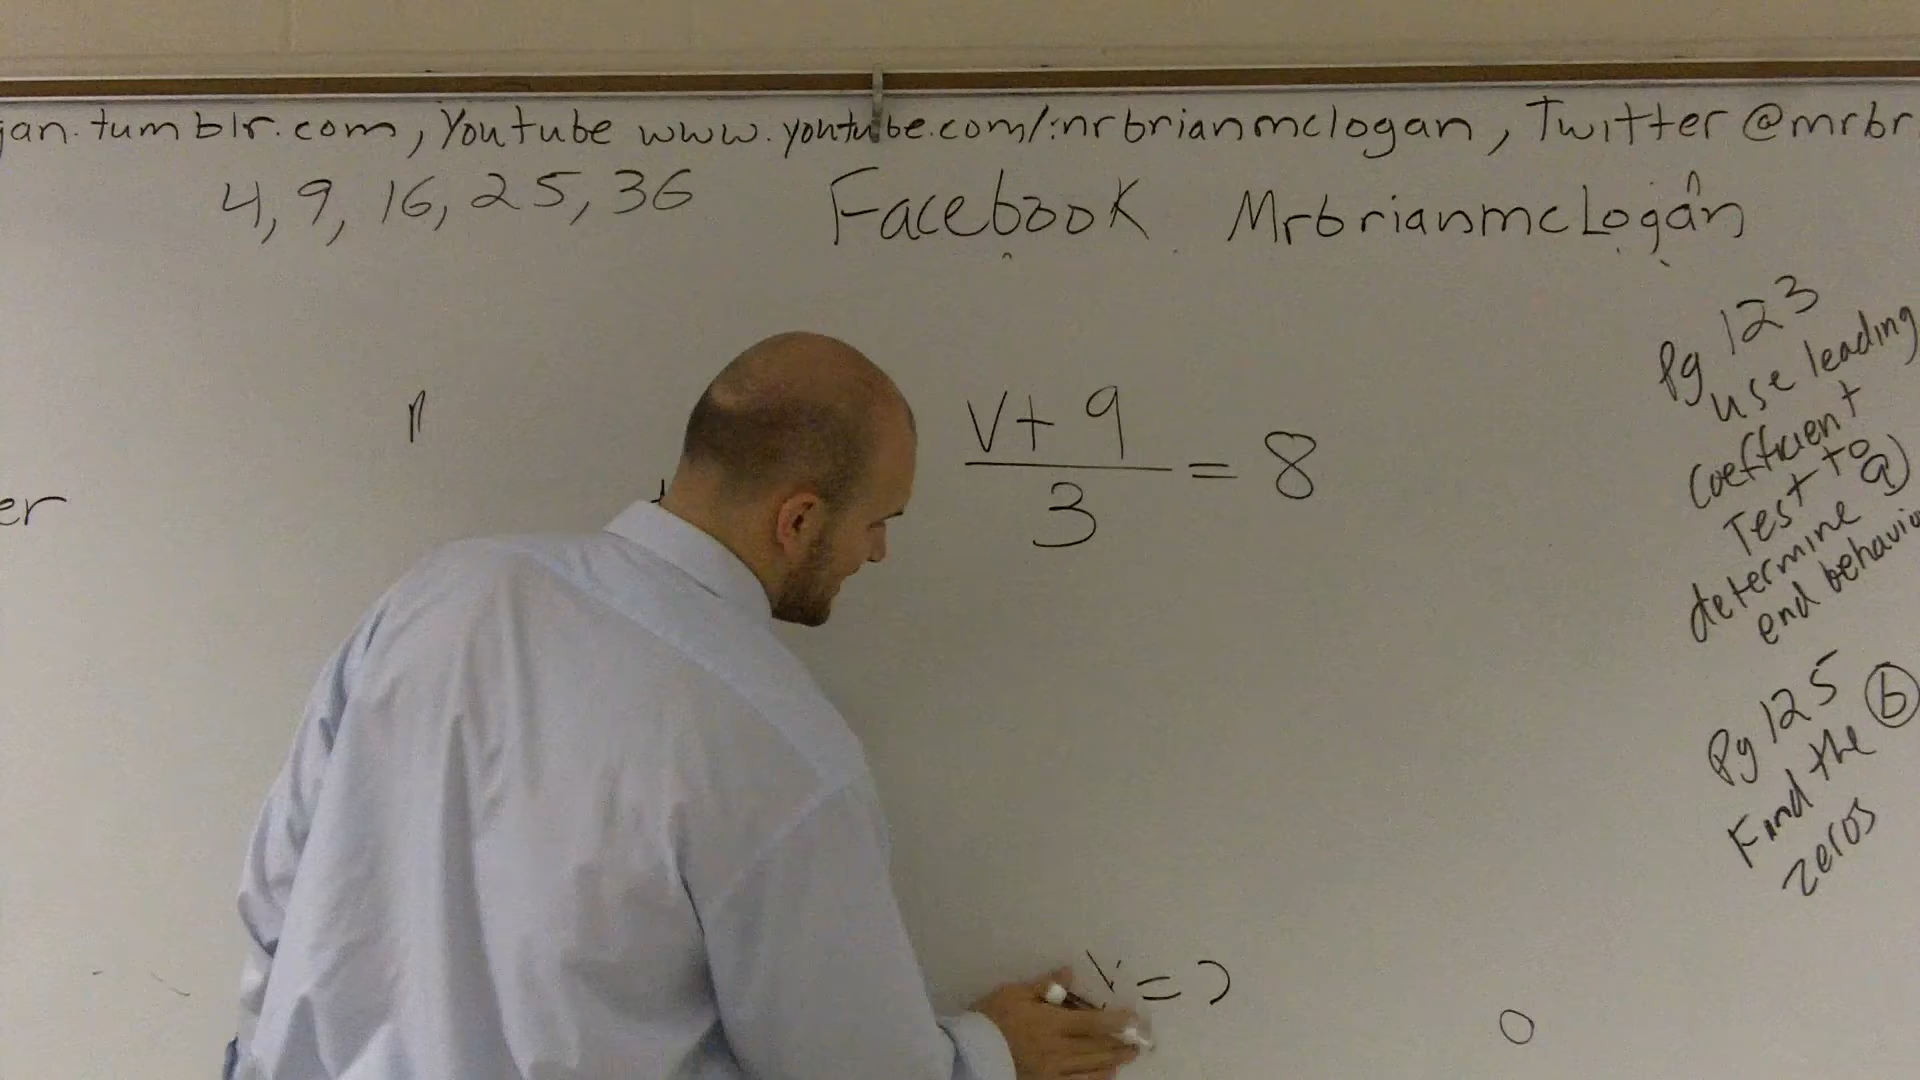 jan.tumblr.com, Youtube www.youtube.com/mrbrianmclogan, Twitter @mrbr
4, 9, 16, 25, 36
Facebook MrbrianmcLogan
er
v+9
3
= 8
Pg 123
use leading
coefficient
Test to a)
determine
end behavio
Pg 125 b
Find the
zeros
=